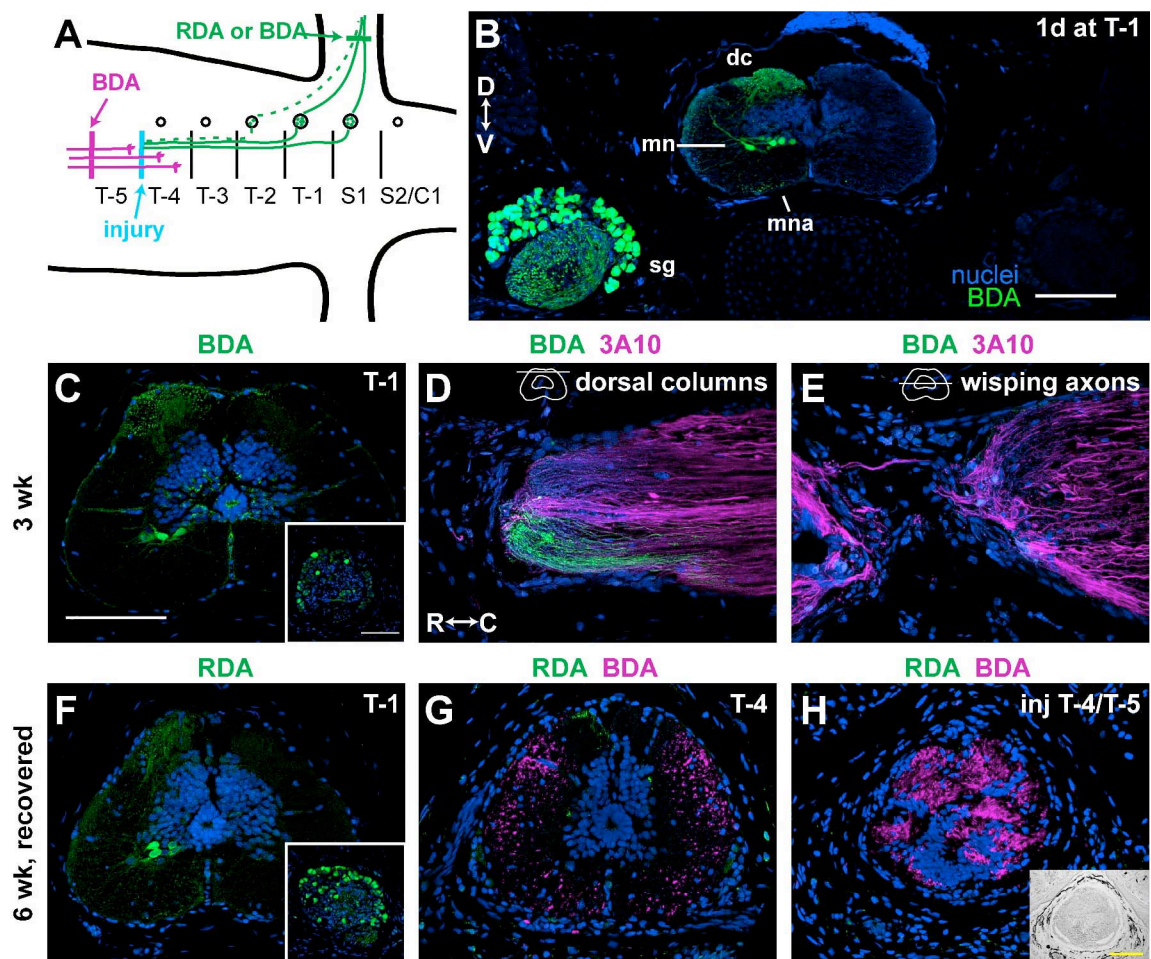 A
RDA or BDA
BDA
T-5 T-4 T-3 T-2 T-1 S1 S2/C1
injury
B
1d at T-1
dc
D
V
mn
mna
sg
nuclei
BDA
BDA
BDA 3A10
BDA 3A10
3 wk
C
T-1
D
dorsal columns
R C
E
wisping axons
RDA
RDA BDA
RDA BDA
6 wk, recovered
F
T-1
G
T-4
H
inj T-4/T-5